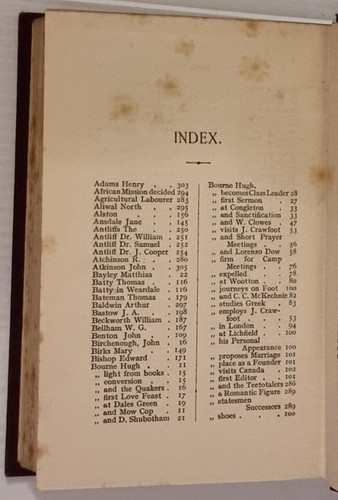 INDEX.
Adams Henry . . 303
African Mission decided 294
Agricultural Labourer 283
Aliwal North . . 295
Alston . . . 156
Ansdale Jane . . 145
Antliffs The . . 250
Antliff Dr. William . 251
Antliff Dr. Samuel . 252
Antliff Dr. J. Cooper 254
Atchinson R. . . 280
Atkinson John . . 305
Bayley Matthias . . 22
Batty Thomas . . 116
Batty in Weardale . 116
Bateman Thomas . 179
Baldwin Arthur . 297
Bastow J. A. . . 198
Beckworth William . 187
Bellham W. G. . . 167
Benton John . . 109
Birchenough, John . 16
Birks Mary . . 149
Bishop Edward . . 171
Bourne Hugh . . 11
„ light from books . 15
„ conversion . . 15
„ and the Quakers . 16
„ first Love Feast . 17
„ at Dales Green . 19
„ and Mow Cop . 11
„ and D. Shubotham 21
Bourne Hugh,
„ becomes Class Leader 28
„ first Sermon . 27
„ at Congleton . 33
„ and Sanctification 33
„ and W. Clowes . 47
„ visits J. Crawfoot 53
„ and Short Prayer
Meetings . . 56
„ and Lorenzo Dow 58
„ firm for Camp
Meetings . . 76
„ expelled . . 78
„ at Wootton . . 80
„ journeys on Foot 100
„ and C. C. McKechnie 82
„ studies Greek . 83
„ employs J. Craw-
foot . . . 53
„ in London . . 94
„ at Lichfield . . 100
„ his Personal
Appearance 100
„ proposes Marriage 101
„ place as a Founder 101
„ visits Canada . 102
„ first Editor . . 101
„ and the Teetotalers 286
„ a Romantic Figure 289
„ statesmen
Successors 289
„ shoes . . . 100